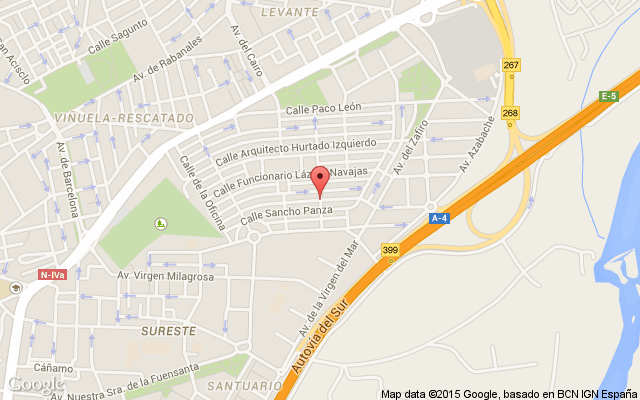 LEVANTE
Calle Sagunto
Av. de Rabanales
Av. del Cairo
San Acisclo
267
E-5
268
VIÑUELA-RESCATADO
Calle Paco León
Calle Arquitecto Hurtado Izquierdo
Av. del Zafiro
Av. Azabache
Av. de Barcelona
Calle de la Oficina
Calle Funcionario Lázaro Navajas
Calle Sancho Panza
A-4
399
N-IVa
Av. Virgen Milagrosa
Av. de la Virgen del Mar
Autovía del Sur
SURESTE
Cáñamo
Av. Nuestra Sra. de la Fuensanta
SANTUARIO
Google
Map data ©2015 Google, basado en BCN IGN España